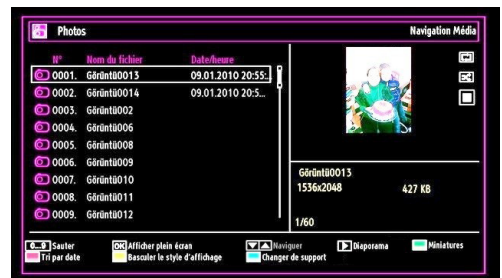 Photos
Navigation Média
N° Nom du fichier Date/heure
0001. Görüntü0013 09.01.2010 20:55:
0002. Görüntü0014 09.01.2010 20:5...
0003. Görüntü002
0004. Görüntü006
0005. Görüntü008
0006. Görüntü009
0007. Görüntü010
0008. Görüntü011
0009. Görüntü012
Görüntü0013
1536x2048 427 KB
1/60
0...9 Sauter OK Afficher plein écran Naviguer Diaporama Miniatures
Tri par date Basculer le style d'affichage Changer de support